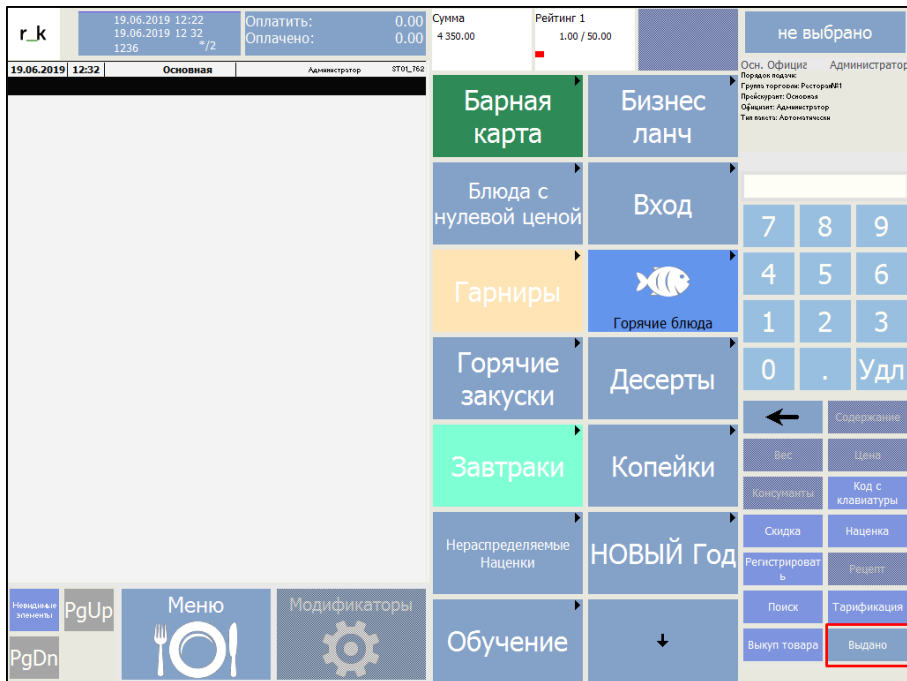 r_k
19.06.2019 12:22
19.06.2019 12 32
1236 */2
Оплатить: 0.00
Оплачено: 0.00
19.06.2019 12:32 Основная Администратор ST01_762
Невидимые
элементы
PgUp
PgDn
Меню
Модификаторы
Сумма
4 350.00
Рейтинг 1
1.00 / 50.00
Барная
карта
Бизнес
ланч
Блюда с
нулевой ценой
Вход
Гарниры
Горячие блюда
Горячие
закуски
Десерты
Завтраки
Копейки
Нераспределяемые
Наценки
НОВЫЙ Год
Обучение
не выбрано
Осн. Официа Администратор
Порядок подачи:
Группа торговли: Ресторан№1
Прейскурант: Основная
Официант: Администратор
Тип пакета: Автоматически
7 8 9
4 5 6
1 2 3
0 . Удл
Содержание
Вес
Цена
Консуманты
Код с
клавиатуры
Скидка
Наценка
Регистрироват
ь
Рецепт
Поиск
Тарификация
Выкуп товара
Выдано